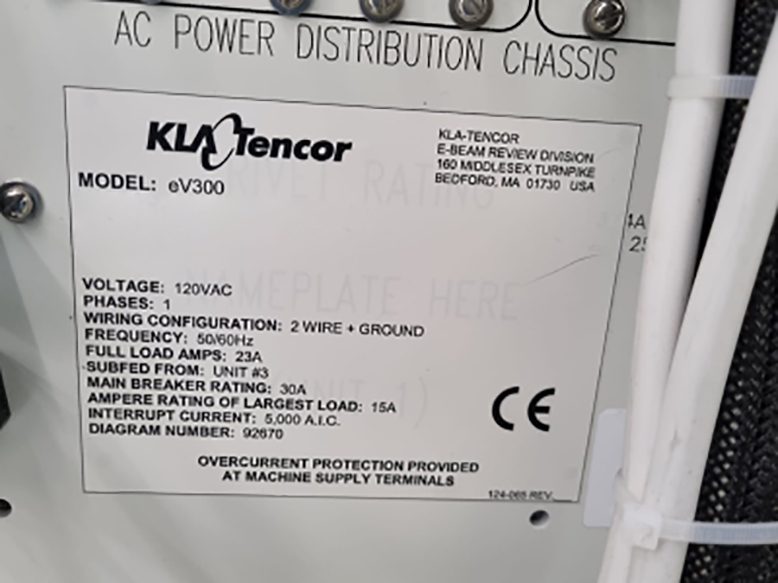 AC POWER DISTRIBUTION CHASSIS
KLA Tencor
KLA-TENCOR
E-BEAM REVIEW DIVISION
160 MIDDLESEX TURNPIKE
BEDFORD, MA 01730 USA
MODEL: eV300
RIVET RATING
NAMEPLATE HERE
VOLTAGE: 120VAC
PHASES: 1
WIRING CONFIGURATION: 2 WIRE + GROUND
FREQUENCY: 50/60Hz
FULL LOAD AMPS: 23A
SUBFED FROM: UNIT #3
MAIN BREAKER RATING: 30A
AMPERE RATING OF LARGEST LOAD: 15A
INTERRUPT CURRENT: 5,000 A.I.C.
DIAGRAM NUMBER: 92670
CE
OVERCURRENT PROTECTION PROVIDED
AT MACHINE SUPPLY TERMINALS
124-065 REV.